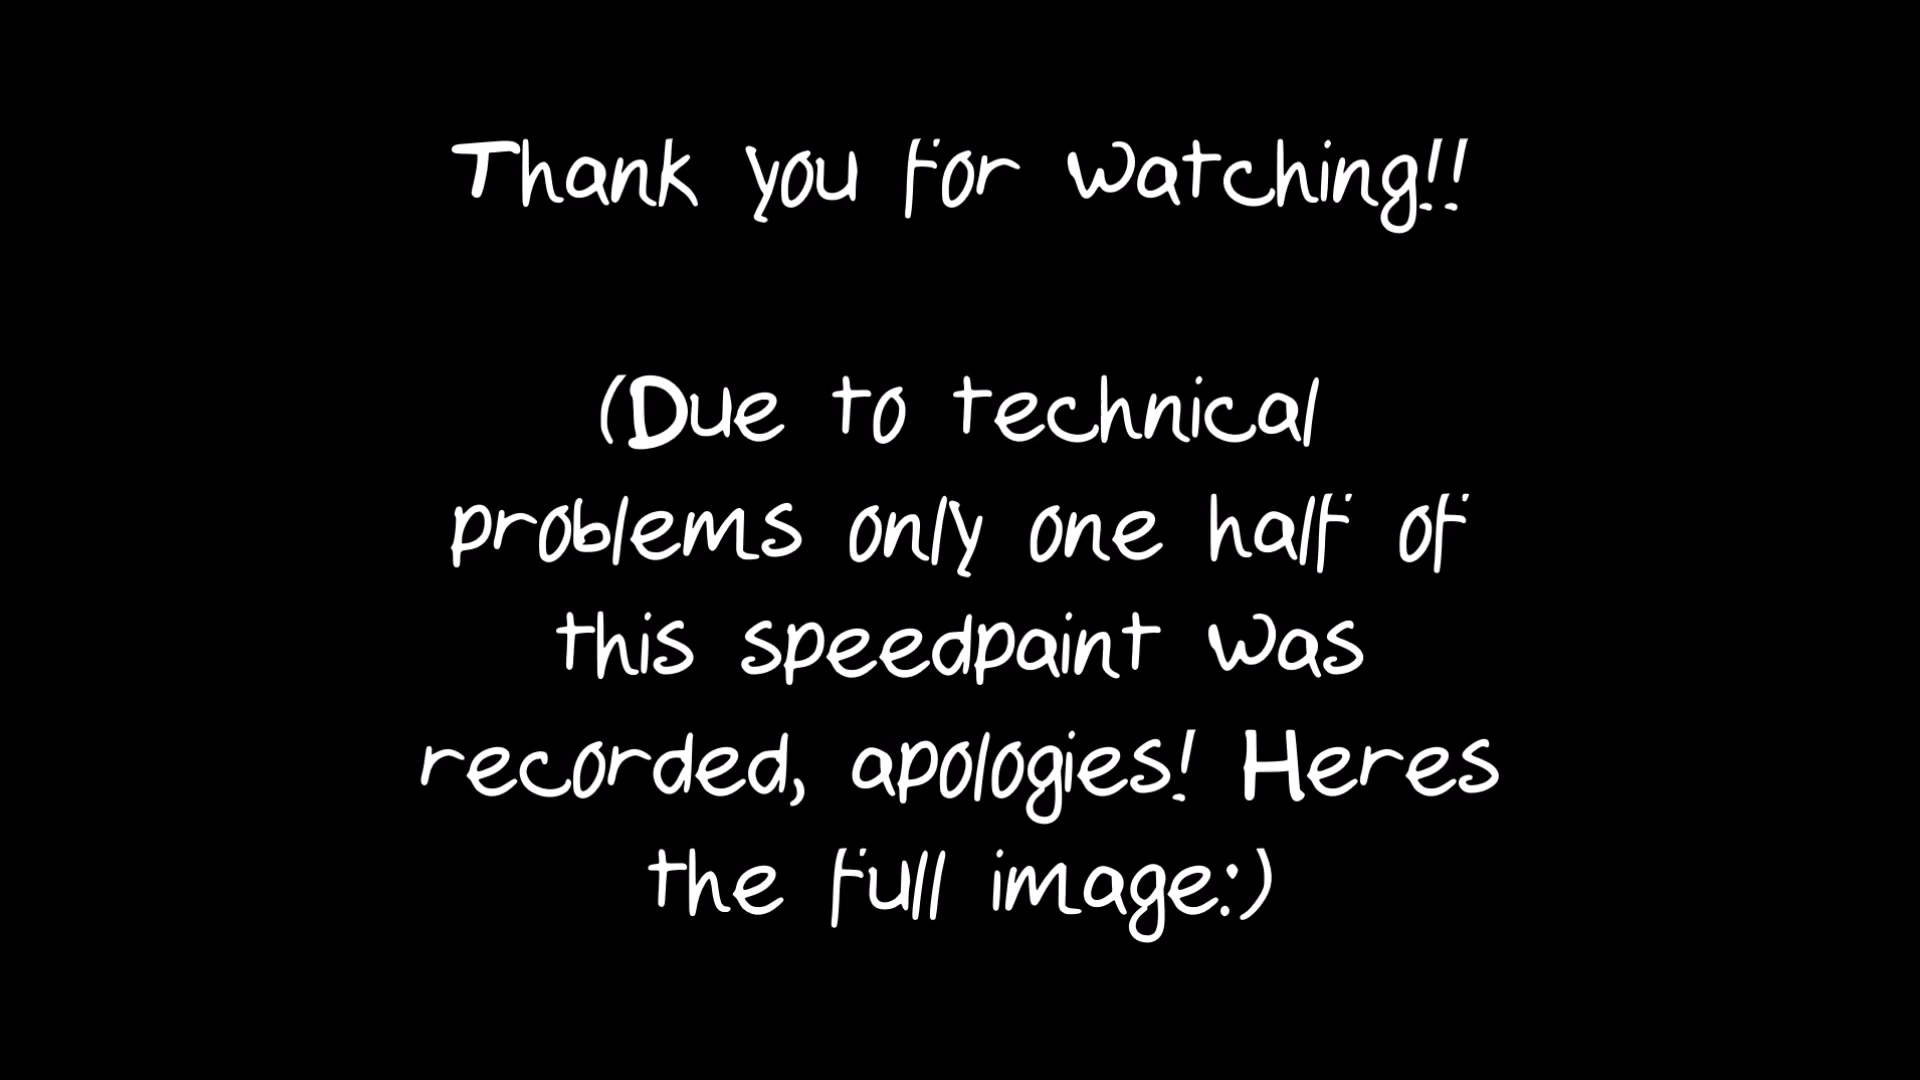 Thank you for watching!!
(Due to technical
problems only one half of
this speedpaint was
recorded, apologies! Heres
the full image:)